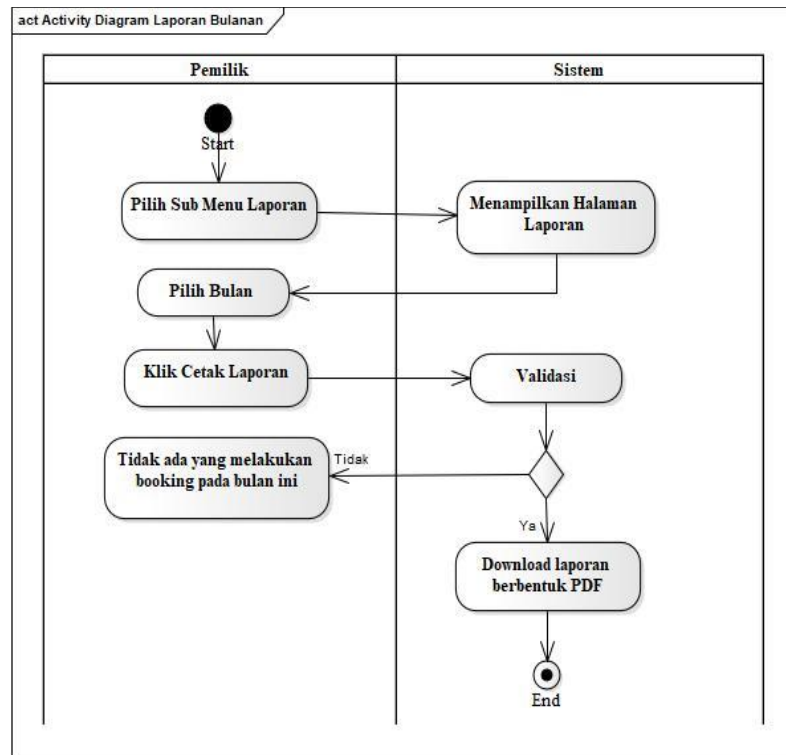 act Activity Diagram Laporan Bulanan
Pemilik
Sistem
Start
Pilih Sub Menu Laporan
Menampilkan Halaman
Laporan
Pilih Bulan
Klik Cetak Laporan
Validasi
Tidak ada yang melakukan
booking pada bulan ini
Tidak
Ya
Download laporan
berbentuk PDF
End